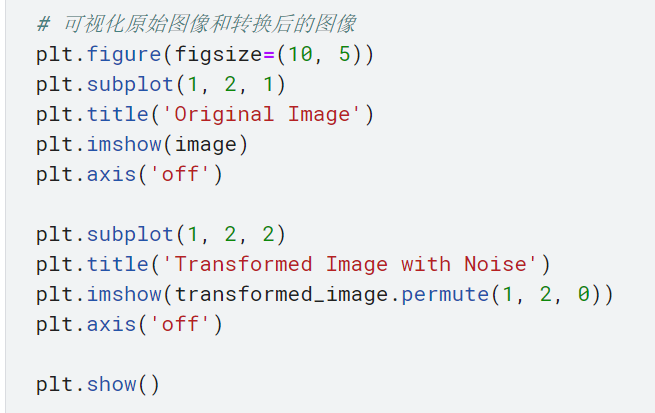 # 可视化原始图像和转换后的图像
plt.figure(figsize=(10, 5))
plt.subplot(1, 2, 1)
plt.title('Original Image')
plt.imshow(image)
plt.axis('off')
plt.subplot(1, 2, 2)
plt.title('Transformed Image with Noise')
plt.imshow(transformed_image.permute(1, 2, 0))
plt.axis('off')
plt.show()